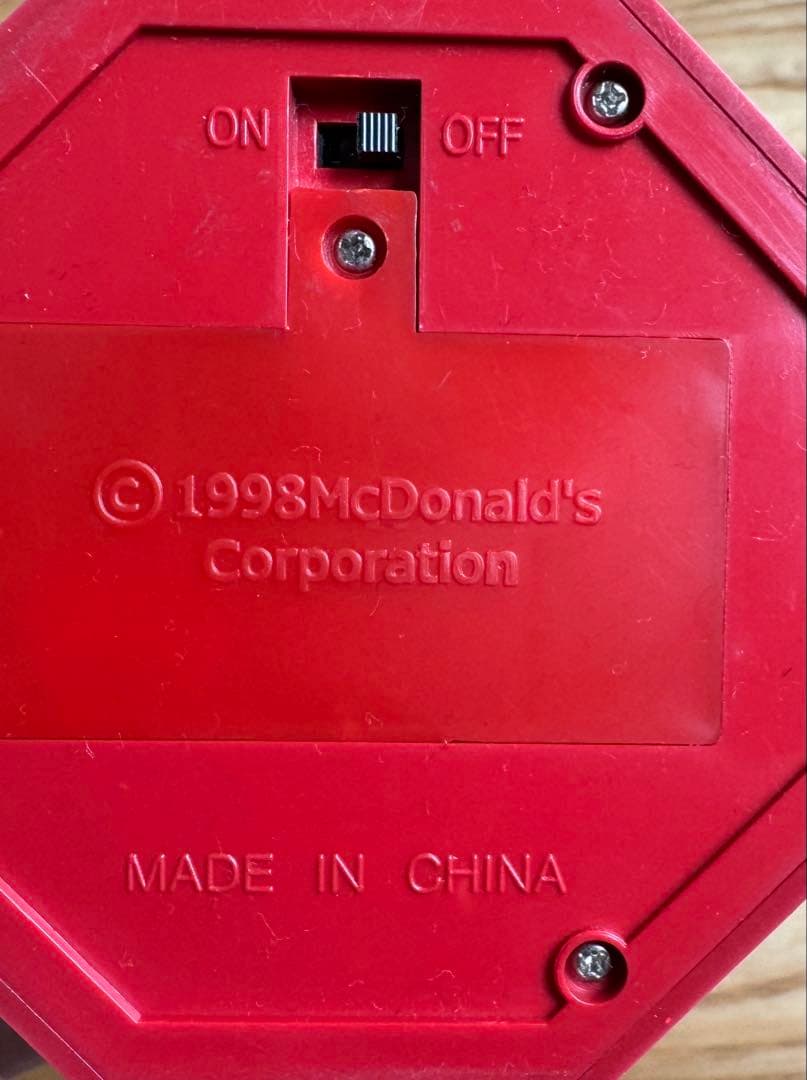 ON OFF
© 1998McDonald's
Corporation
MADE IN CHINA